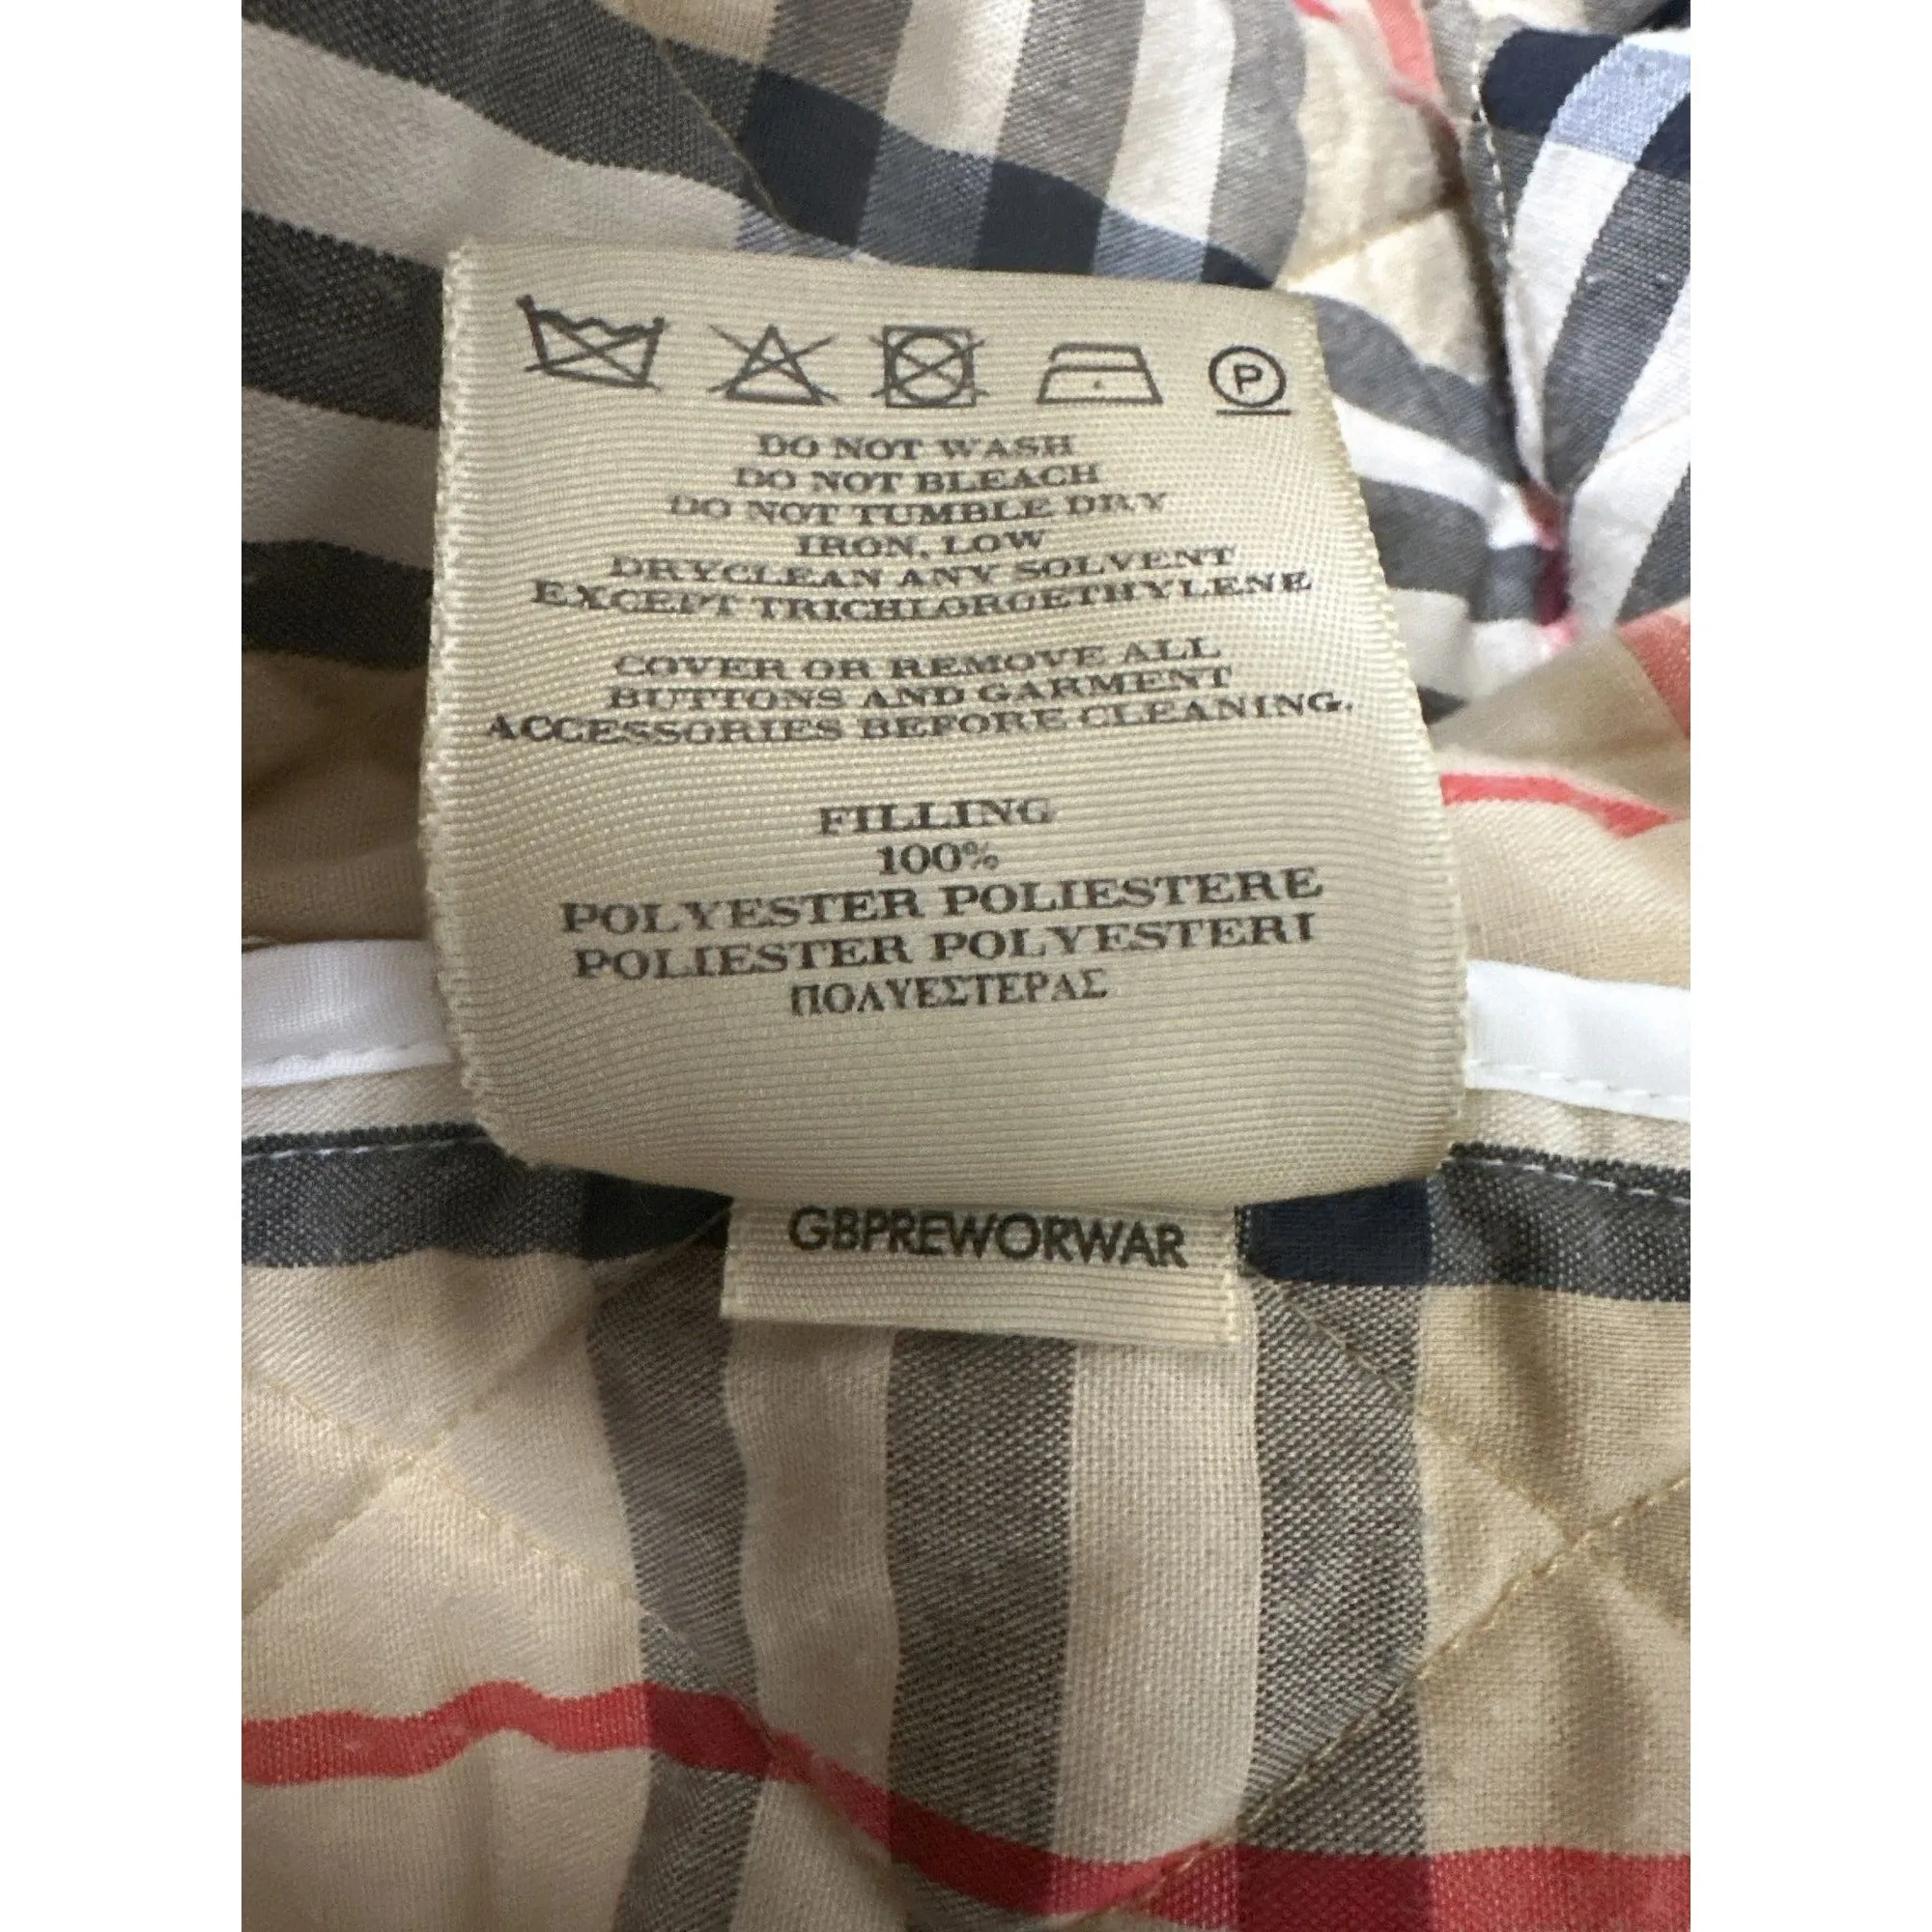 P
DO NOT WASH
DO NOT BLEACH
DO NOT TUMBLE DRY
IRON, LOW
DRYCLEAN ANY SOLVENT
EXCEPT TRICHLOROETHYLENE
COVER OR REMOVE ALL
BUTTONS AND GARMENT
ACCESSORIES BEFORE CLEANING.
FILLING
100%
POLYESTER POLIESTERE
POLIESTER POLYESTERI
ΠΟΛΥΕΣΤΕΡΑΣ
GBPREWORWAR